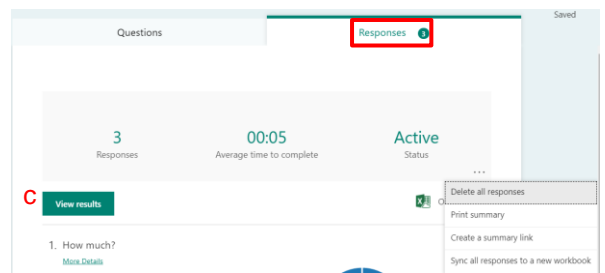 Saved
Questions
Responses 3
3
Responses
00:05
Average time to complete
Active
Status
...
C
View results
Delete all responses
Print summary
Create a summary link
Sync all responses to a new workbook
1. How much?
More Details